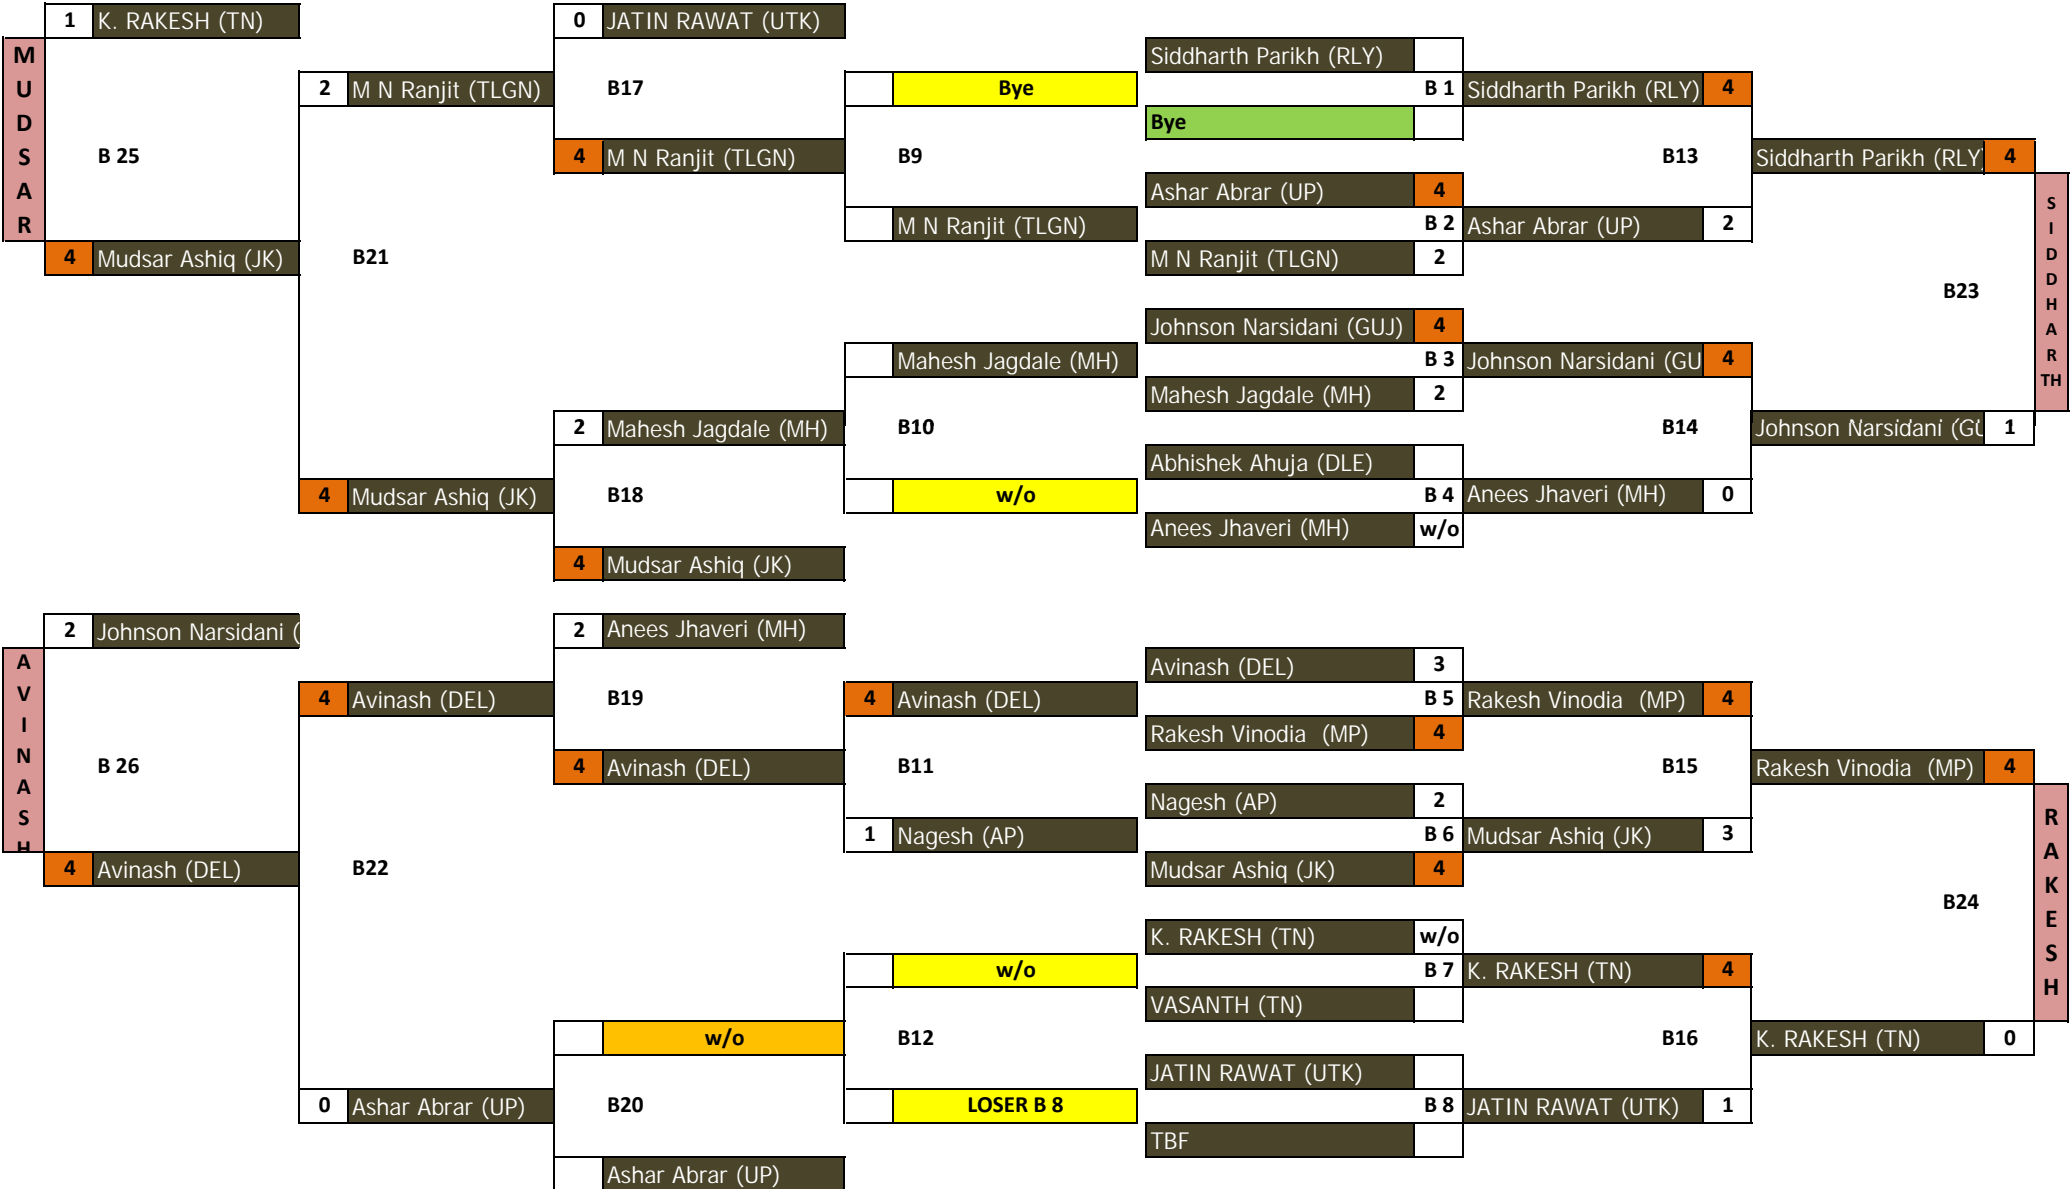 1 K. RAKESH (TN) 0 JATIN RAWAT (UTK)
MUDSAR
Siddharth Parikh (RLY)
2 M N Ranjit (TLGN) B17 Bye B 1 Siddharth Parikh (RLY) 4
Bye
B 25 4 M N Ranjit (TLGN) B9 B13 Siddharth Parikh (RLY 4
Ashar Abrar (UP) 4
SIDDHARTH
M N Ranjit (TLGN) B 2 Ashar Abrar (UP) 2
4 Mudsar Ashiq (JK) B21 M N Ranjit (TLGN) 2
B23
Johnson Narsidani (GUJ) 4
Mahesh Jagdale (MH) B 3 Johnson Narsidani (GU 4
Mahesh Jagdale (MH) 2
2 Mahesh Jagdale (MH) B10 B14 Johnson Narsidani (GU 1
Abhishek Ahuja (DLE)
4 Mudsar Ashiq (JK) B18 w/o B 4 Anees Jhaveri (MH) 0
Anees Jhaveri (MH) w/o
4 Mudsar Ashiq (JK)
2 Johnson Narsidani ( 2 Anees Jhaveri (MH)
AVINASH
Avinash (DEL) 3
4 Avinash (DEL) B19 4 Avinash (DEL) B 5 Rakesh Vinodia (MP) 4
Rakesh Vinodia (MP) 4
B 26 4 Avinash (DEL) B11 B15 Rakesh Vinodia (MP) 4
Nagesh (AP) 2
RAKESH
1 Nagesh (AP) B 6 Mudsar Ashiq (JK) 3
4 Avinash (DEL) B22 Mudsar Ashiq (JK) 4
B24
K. RAKESH (TN) w/o
w/o B 7 K. RAKESH (TN) 4
VASANTH (TN)
w/o B12 B16 K. RAKESH (TN) 0
JATIN RAWAT (UTK)
0 Ashar Abrar (UP) B20 LOSER B 8 B 8 JATIN RAWAT (UTK) 1
TBF
Ashar Abrar (UP)